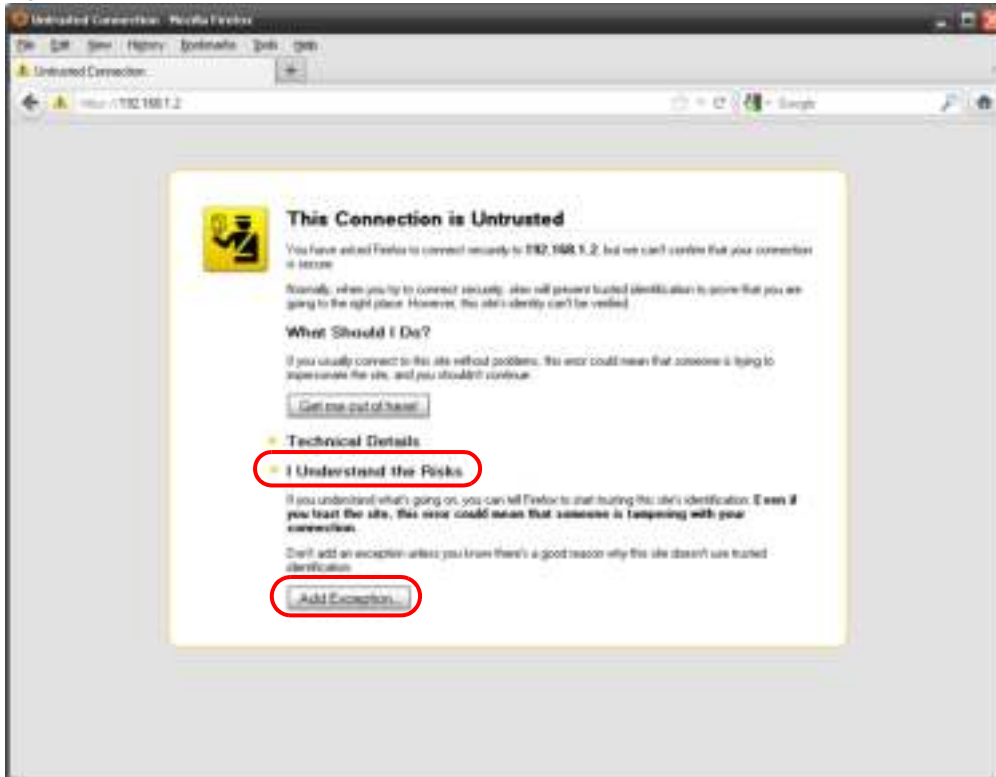 Untrusted Connection - Mozilla Firefox
File Edit View History Bookmarks Tools Help
Untrusted Connection
192.168.1.2
Google
This Connection is Untrusted
You have asked Firefox to connect securely to 192.168.1.2, but we can't confirm that your connection
is secure.
Normally, when you try to connect securely, sites will present trusted identification to prove that you are
going to the right place. However, this site's identity can't be verified.
What Should I Do?
If you usually connect to this site without problems, this error could mean that someone is trying to
impersonate the site, and you shouldn't continue.
Get me out of here!
Technical Details
I Understand the Risks
If you understand what's going on, you can tell Firefox to start trusting this site's identification. Even if
you trust the site, this error could mean that someone is tampering with your
connection.
Don't add an exception unless you know there's a good reason why this site doesn't use trusted
identification.
Add Exception...